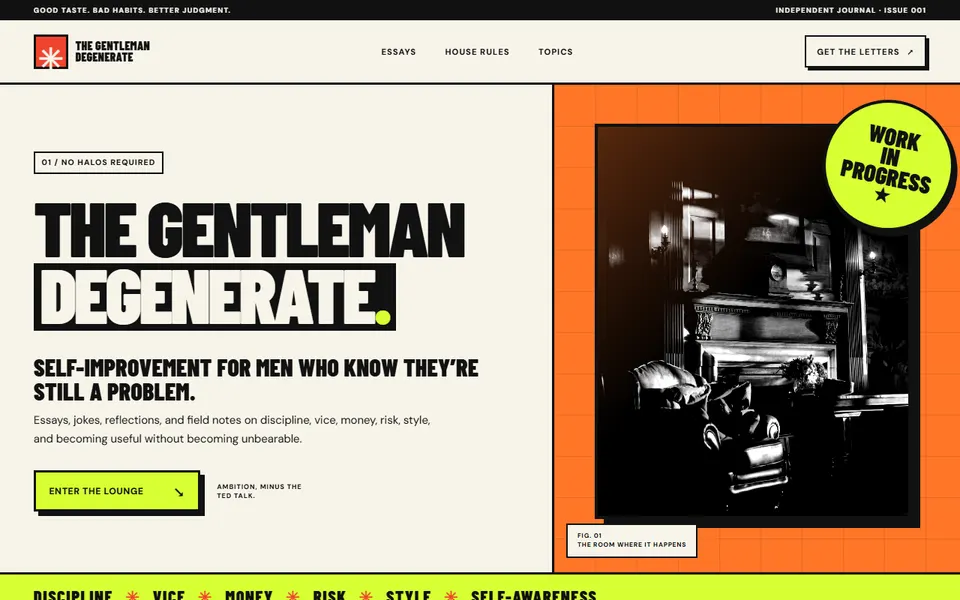 GOOD TASTE. BAD HABITS. BETTER JUDGMENT.
INDEPENDENT JOURNAL · ISSUE 001
THE GENTLEMAN
DEGENERATE
ESSAYS
HOUSE RULES
TOPICS
GET THE LETTERS ↗
01 / NO HALOS REQUIRED
THE GENTLEMAN
DEGENERATE.
SELF-IMPROVEMENT FOR MEN WHO KNOW THEY’RE
STILL A PROBLEM.
Essays, jokes, reflections, and field notes on discipline, vice, money, risk, style,
and becoming useful without becoming unbearable.
ENTER THE LOUNGE ↘
AMBITION, MINUS THE
TED TALK.
WORK
IN
PROGRESS
★
FIG. 01
THE ROOM WHERE IT HAPPENS
DISCIPLINE ✳ VICE ✳ MONEY ✳ RISK ✳ STYLE ✳ SELF-AWARENESS